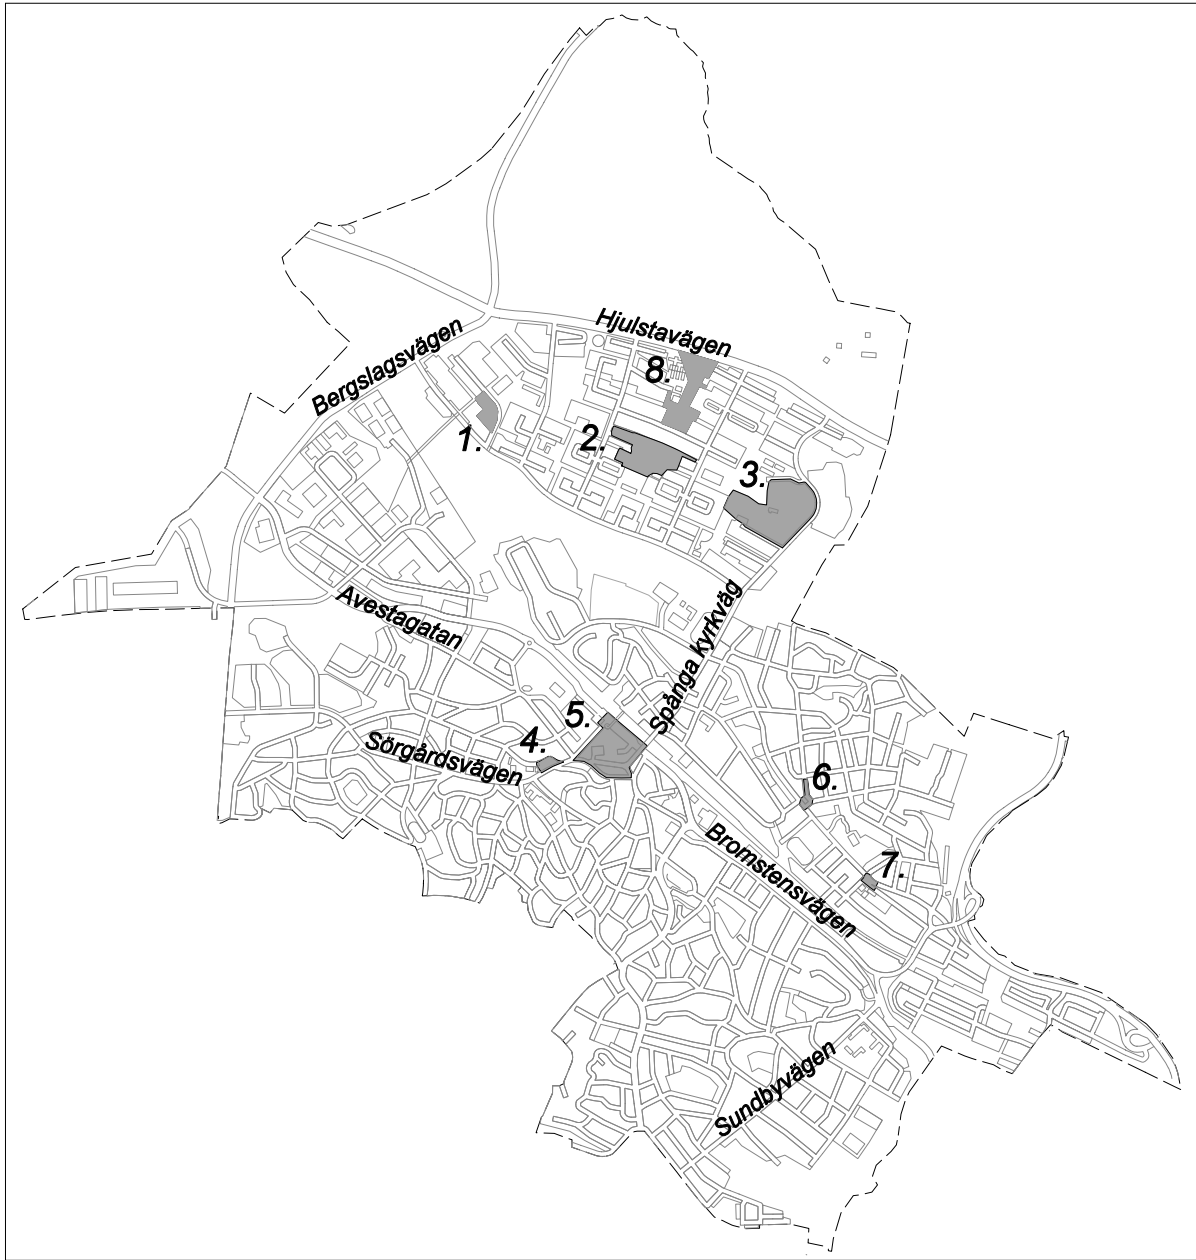 Hjulstavägen
Bergslagsvägen
8.
1.
2.
3.
Avestagatan
Spånga kyrkväg
5.
4.
Sörgårdsvägen
6.
Bromstensvägen
7.
Sundbyvägen